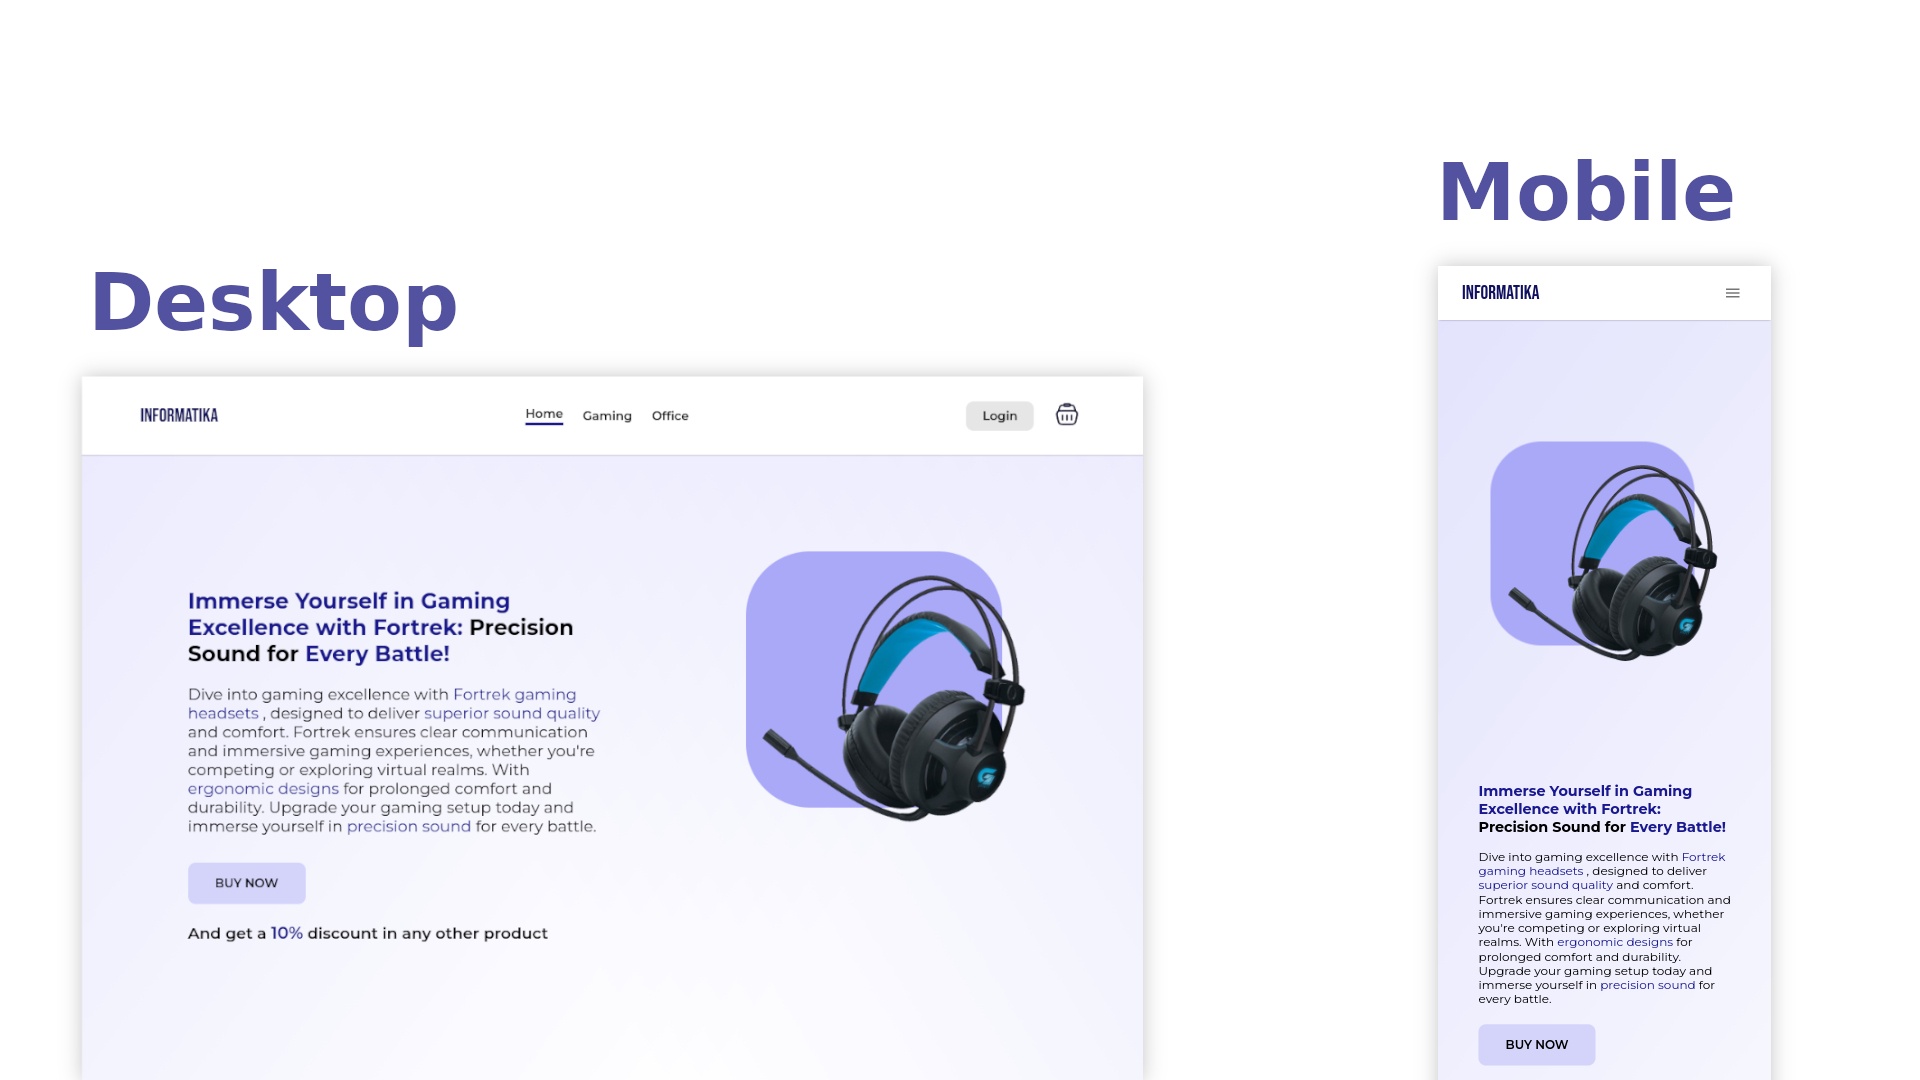 Desktop
INFORMATIKA
Home Gaming Office
Login
Immerse Yourself in Gaming
Excellence with Fortrek: Precision
Sound for Every Battle!
Dive into gaming excellence with Fortrek gaming
headsets , designed to deliver superior sound quality
and comfort. Fortrek ensures clear communication
and immersive gaming experiences, whether you're
competing or exploring virtual realms. With
ergonomic designs for prolonged comfort and
durability. Upgrade your gaming setup today and
immerse yourself in precision sound for every battle.
BUY NOW
And get a 10% discount in any other product
Mobile
INFORMATIKA
Immerse Yourself in Gaming
Excellence with Fortrek:
Precision Sound for Every Battle!
Dive into gaming excellence with Fortrek
gaming headsets , designed to deliver
superior sound quality and comfort.
Fortrek ensures clear communication and
immersive gaming experiences, whether
you're competing or exploring virtual
realms. With ergonomic designs for
prolonged comfort and durability.
Upgrade your gaming setup today and
immerse yourself in precision sound for
every battle.
BUY NOW